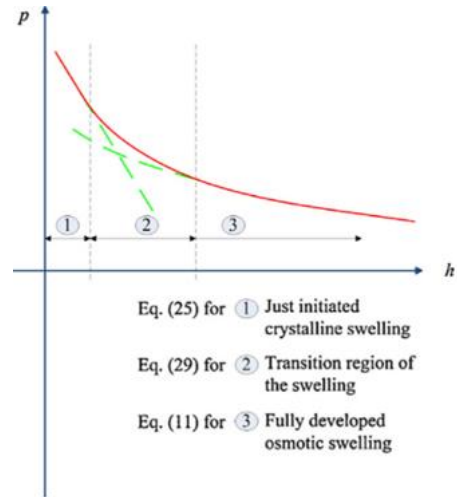 p
1 2 3
h
Eq. (25) for 1 Just initiated
crystalline swelling
Eq. (29) for 2 Transition region of
the swelling
Eq. (11) for 3 Fully developed
osmotic swelling